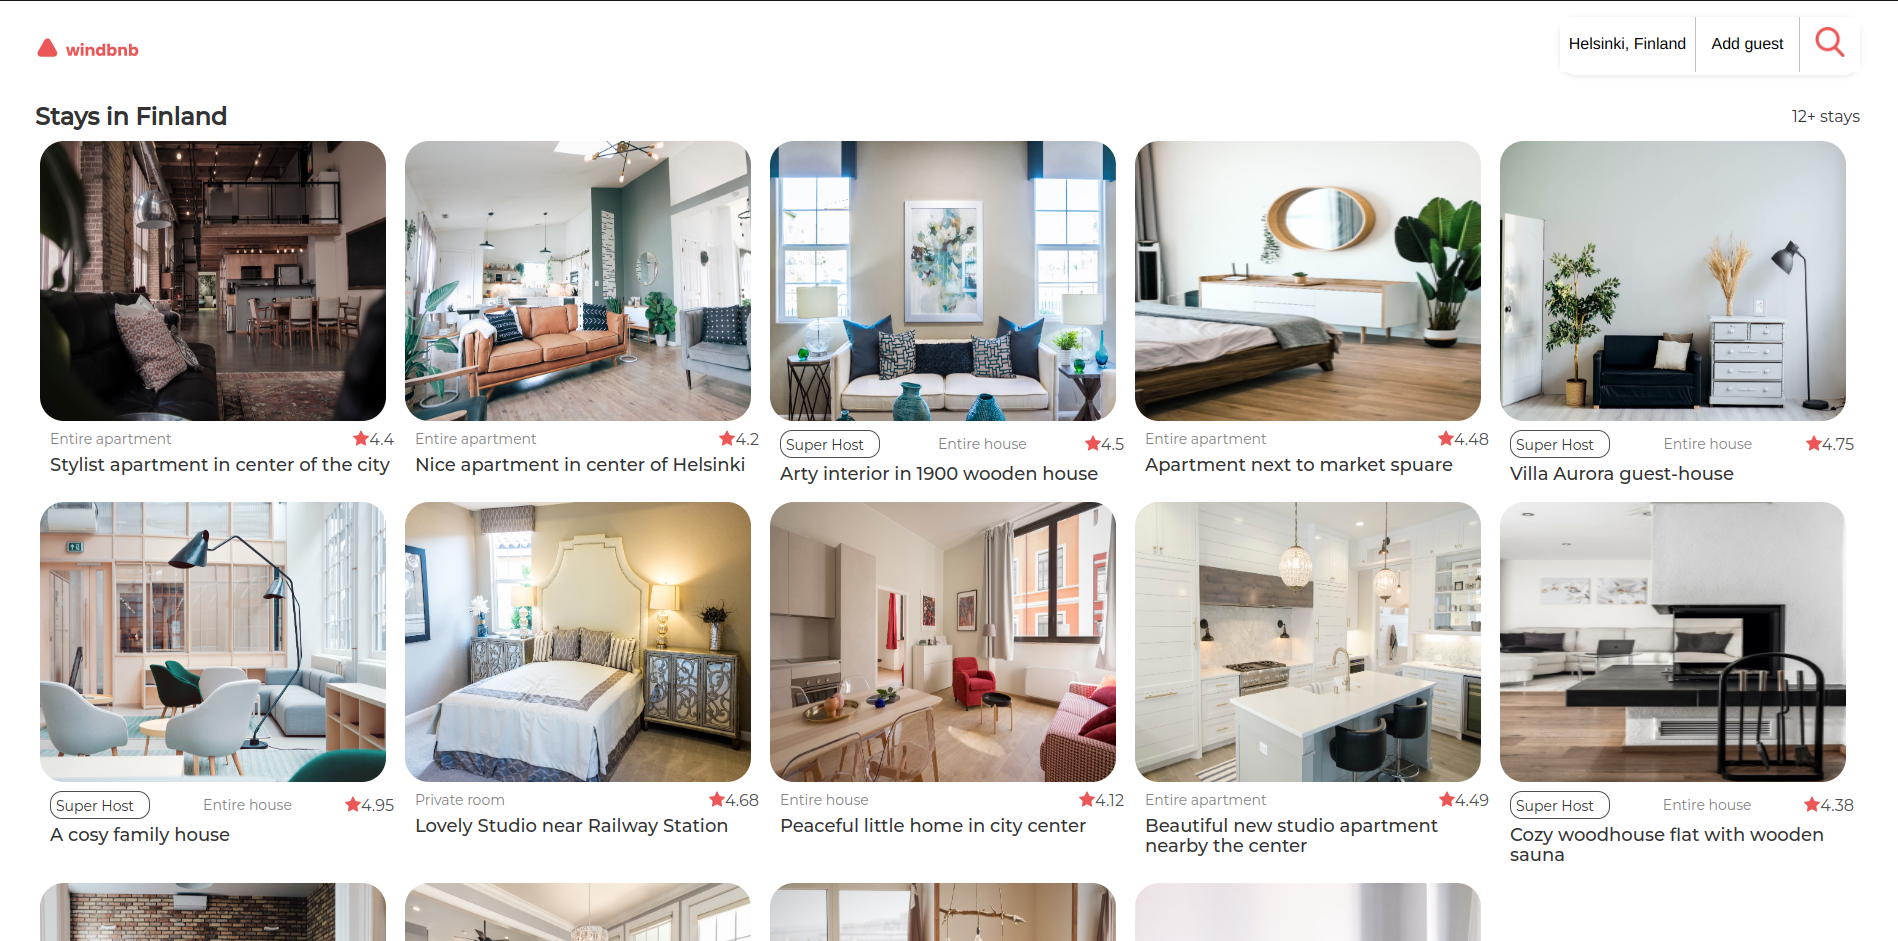 windbnb
Helsinki, Finland
Add guest
Stays in Finland
12+ stays
Entire apartment
4.4
Stylist apartment in center of the city
Entire apartment
4.2
Nice apartment in center of Helsinki
Super Host
Entire house
4.5
Arty interior in 1900 wooden house
Entire apartment
4.48
Apartment next to market spuare
Super Host
Entire house
4.75
Villa Aurora guest-house
Super Host
Entire house
4.95
A cosy family house
Private room
4.68
Lovely Studio near Railway Station
Entire house
4.12
Peaceful little home in city center
Entire apartment
4.49
Beautiful new studio apartment
nearby the center
Super Host
Entire house
4.38
Cozy woodhouse flat with wooden
sauna